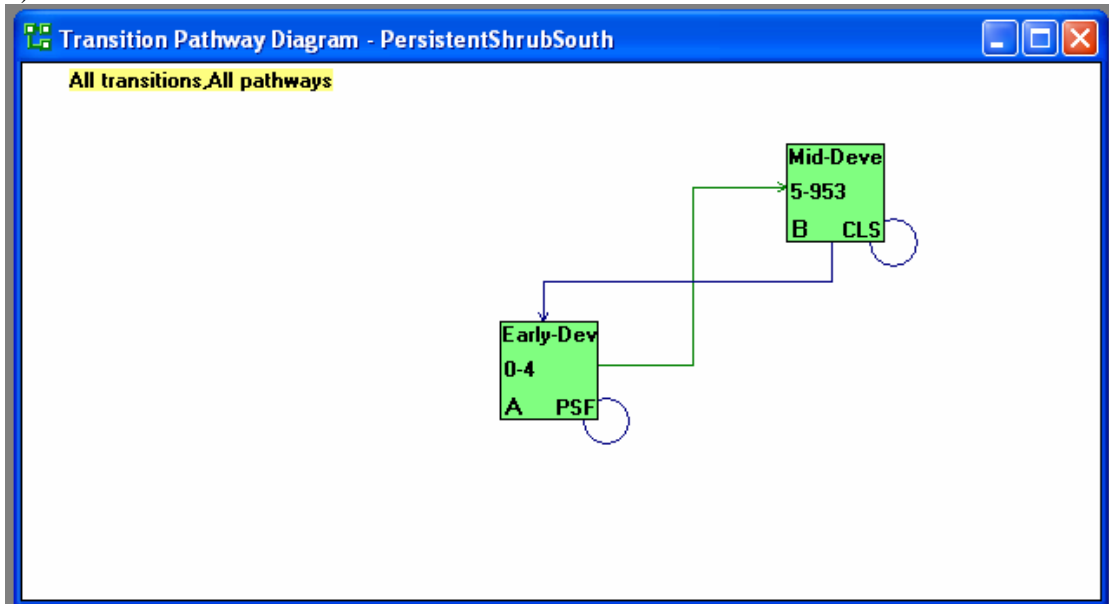 Transition Pathway Diagram - PersistentShrubSouth
All transitions,All pathways
Mid-Deve
5-953
B CLS
Early-Dev
0-4
A PSF